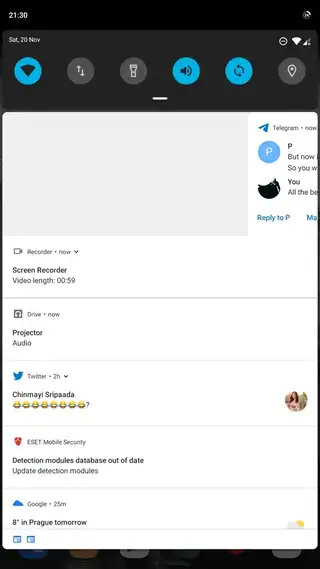 21:30
Sat, 20 Nov
Telegram • now
P
But now i
So you w
You
All the be
Reply to P Ma
Recorder • now
Screen Recorder
Video length: 00:59
Drive • now
Projector
Audio
Twitter • 2h
Chinmayi Sripaada
😂😂😂😂😂😂😂😂?
ESET Mobile Security
Detection modules database out of date
Update detection modules
Google • 25m
8° in Prague tomorrow